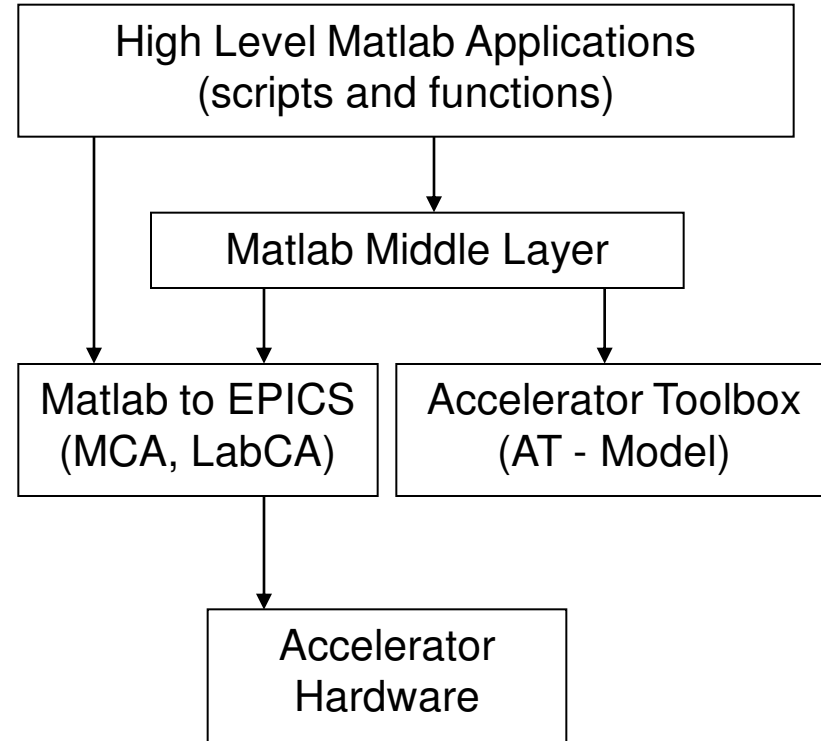 High Level Matlab Applications
(scripts and functions)
Matlab Middle Layer
Matlab to EPICS
(MCA, LabCA)
Accelerator Toolbox
(AT - Model)
Accelerator
Hardware